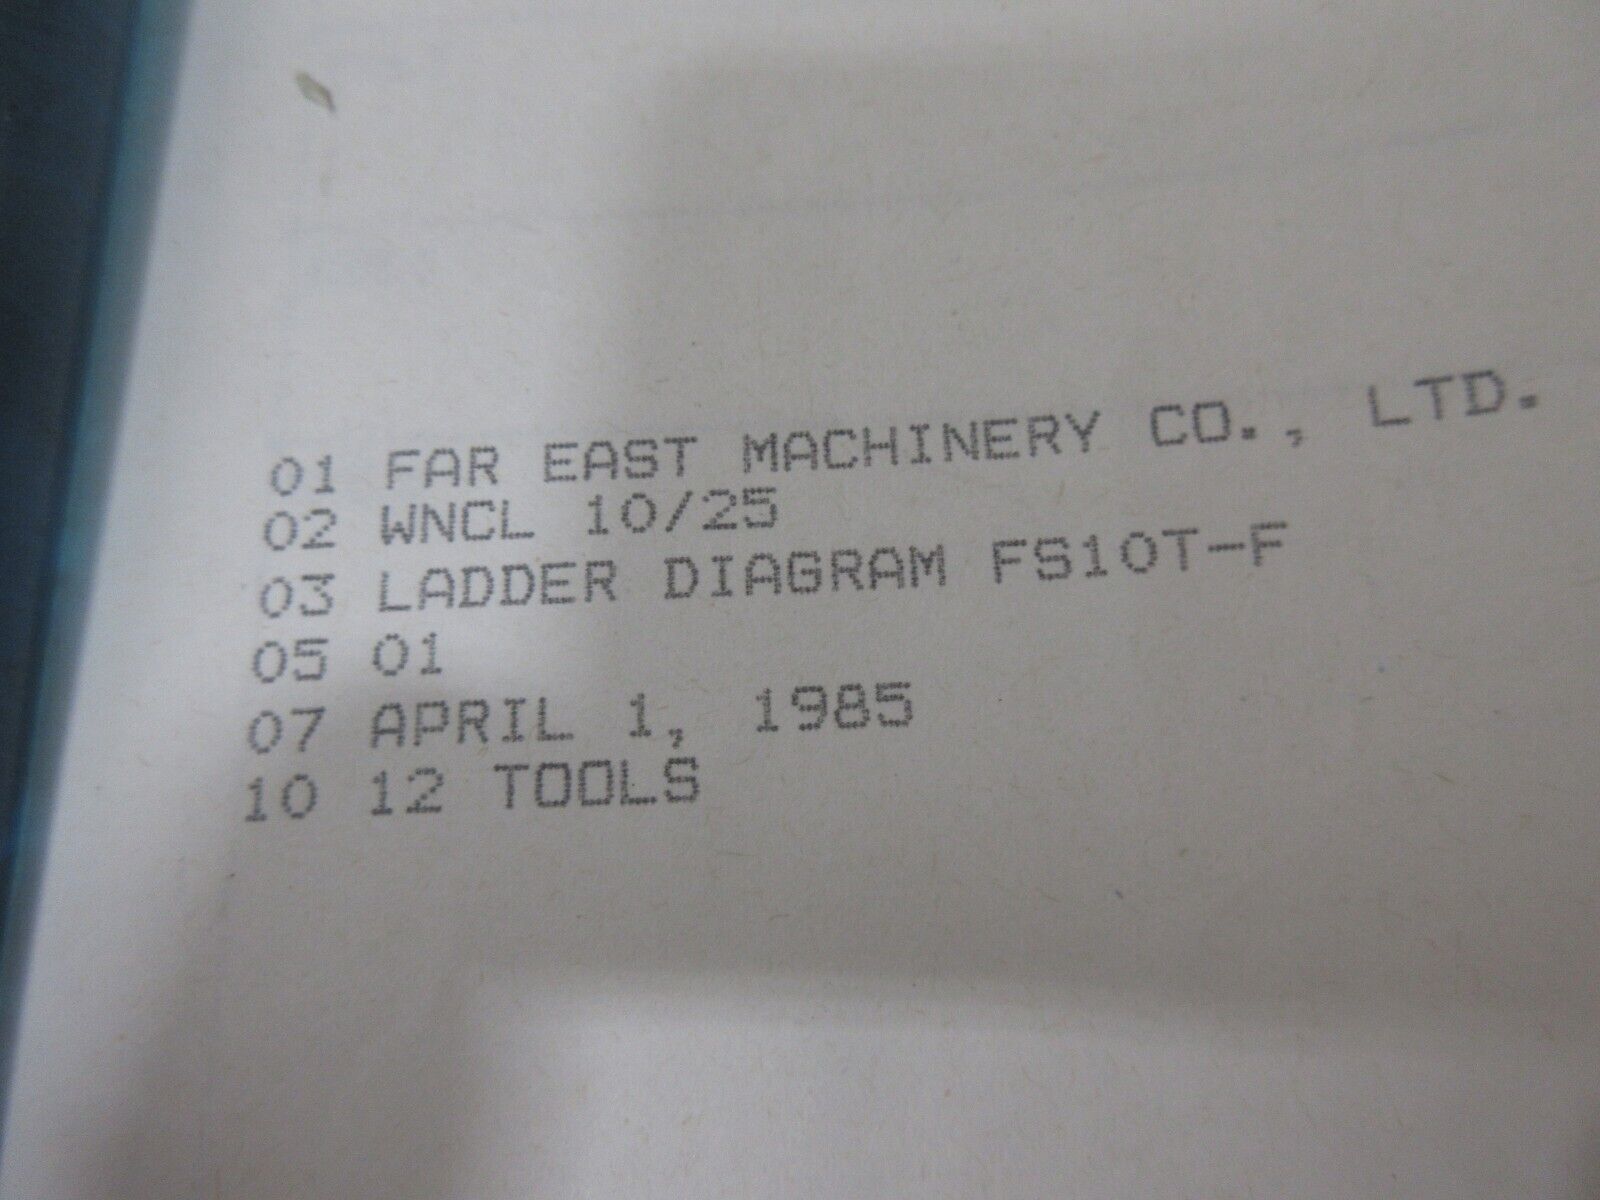 01 FAR EAST MACHINERY CO., LTD.
02 WNCL 10/25
03 LADDER DIAGRAM FS10T-F
05 01
07 APRIL 1, 1985
10 12 TOOLS